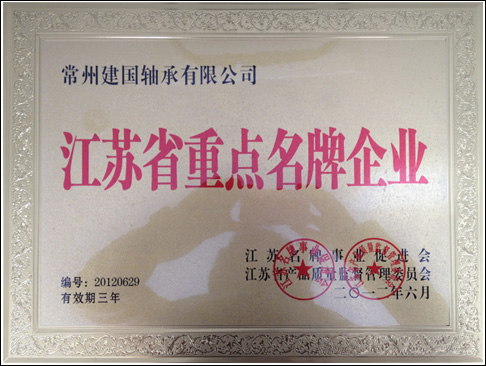 常州建国轴承有限公司
江苏省重点名牌企业
江苏名牌事业促进会
江苏省产品质量监督管理委员会
二〇一二年六月
编号:20120629
有效期三年